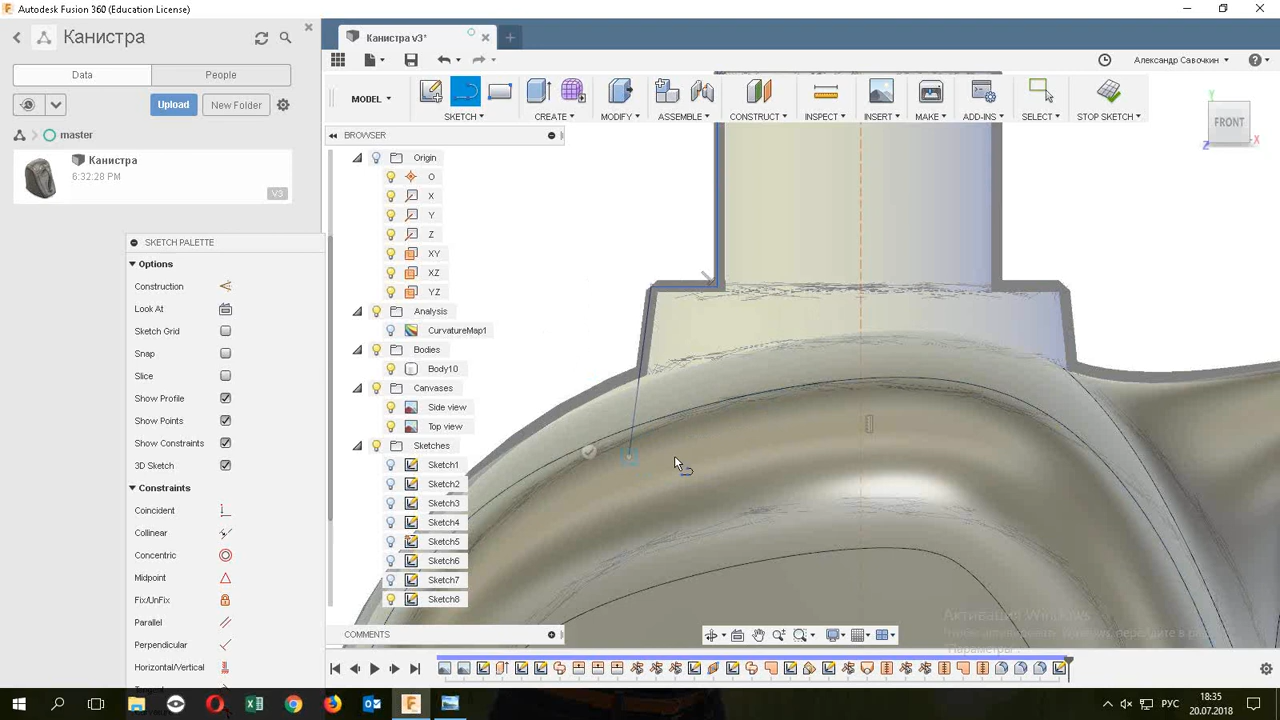 Autodesk Fusion 360 (Education License)
Канистра
Канистра v3*
Data
People
Upload
New Folder
master
Канистра
6:32:28 PM
V3
Александр Савочкин
MODEL
SKETCH
CREATE
MODIFY
ASSEMBLE
CONSTRUCT
INSPECT
INSERT
MAKE
ADD-INS
SELECT
STOP SKETCH
Y
FRONT
X
Z
BROWSER
Origin
O
X
Y
Z
XY
XZ
YZ
Analysis
CurvatureMap1
Bodies
Body10
Canvases
Side view
Top view
Sketches
Sketch1
Sketch2
Sketch3
Sketch4
Sketch5
Sketch6
Sketch7
Sketch8
COMMENTS
SKETCH PALETTE
Options
Construction
Look At
Sketch Grid
Snap
Slice
Show Profile
Show Points
Show Constraints
3D Sketch
Constraints
Coincident
Collinear
Concentric
Midpoint
Fix/UnFix
Parallel
Perpendicular
Horizontal/Vertical
Активация Windows
"Параметры".
РУС
18:35
20.07.2018